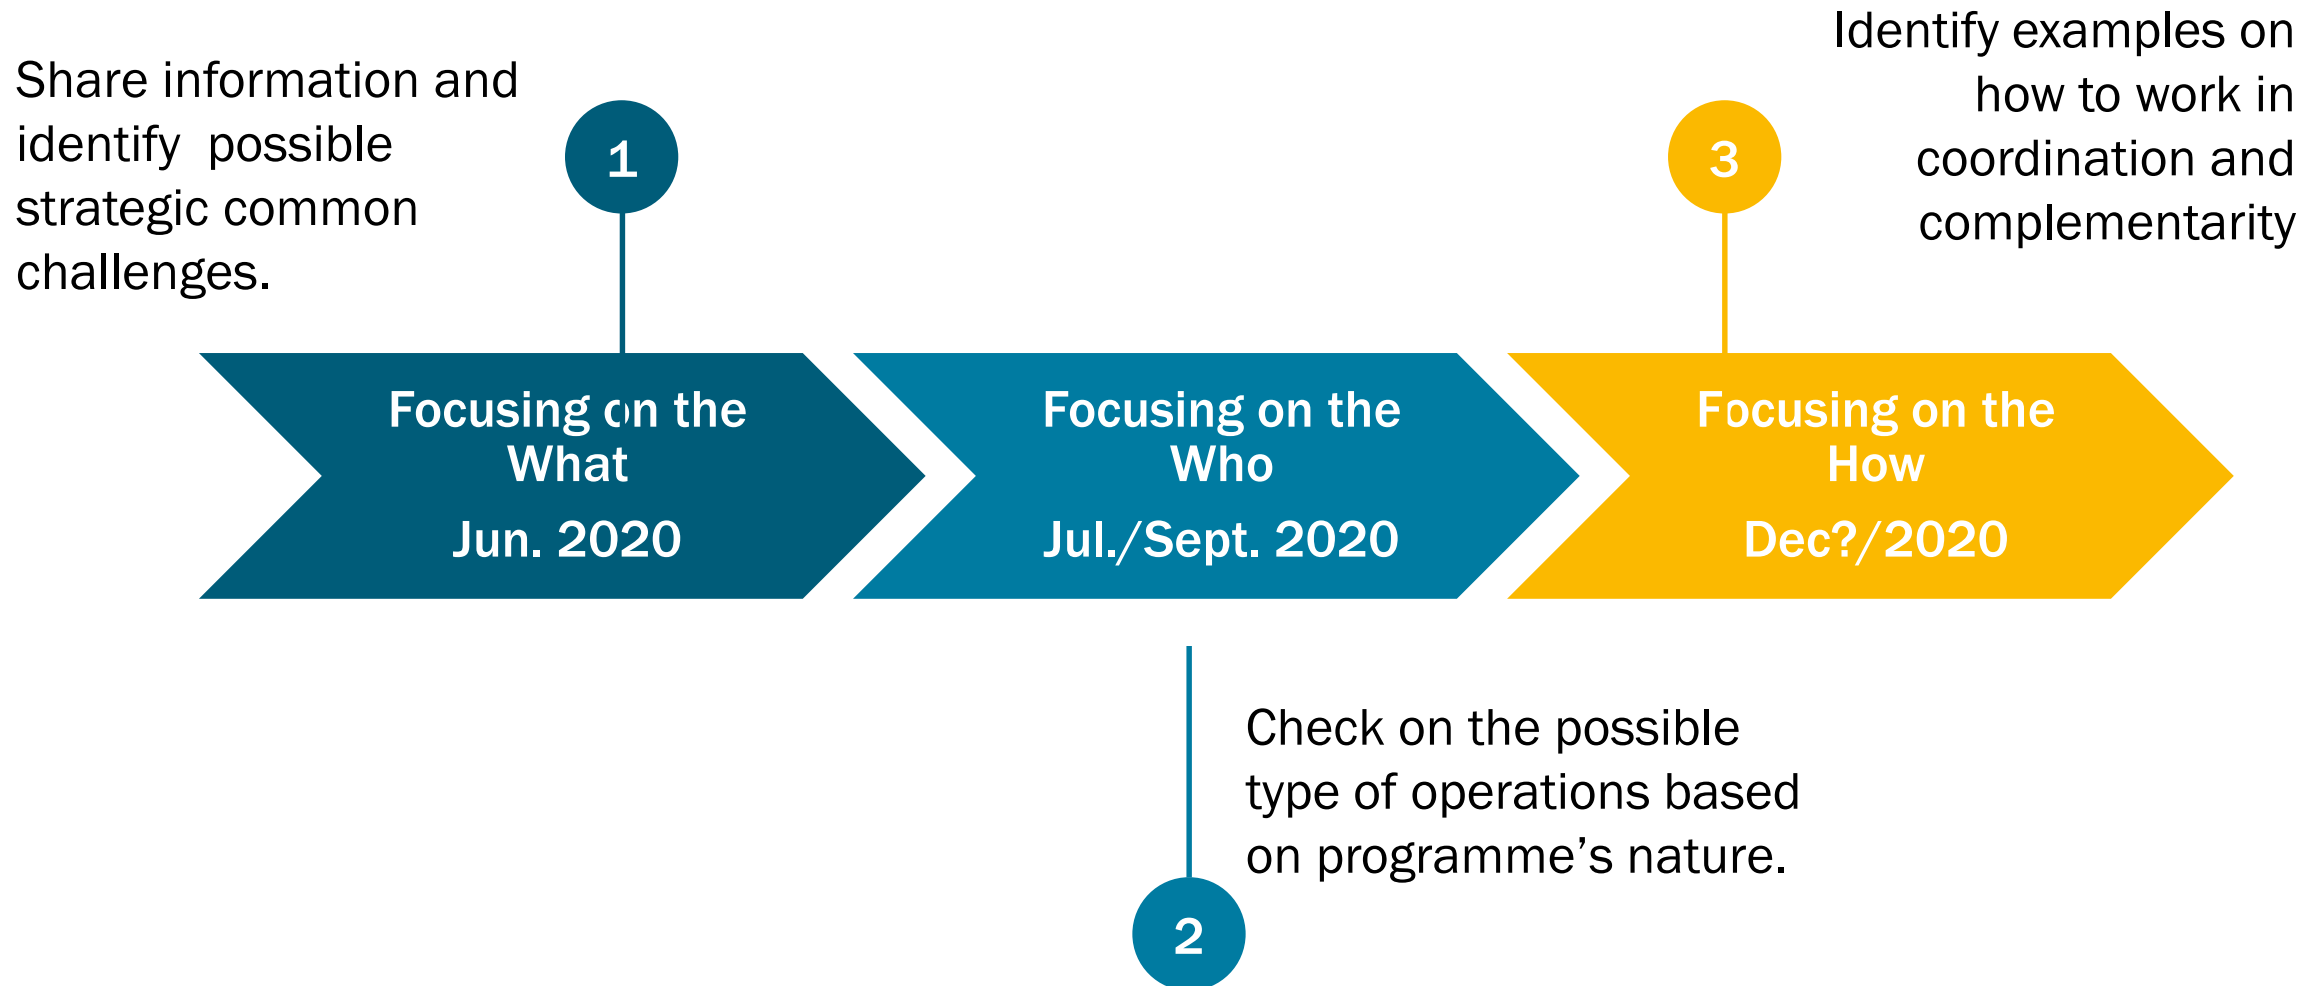 Share information and
identify  possible
strategic common
challenges.
1
Focusing on the
What
Jun. 2020
Focusing on the
Who
Jul./Sept. 2020
Check on the possible
type of operations based
on programme’s nature.
2
Identify examples on
how to work in
coordination and
complementarity
3
Focusing on the
How
Dec?/2020